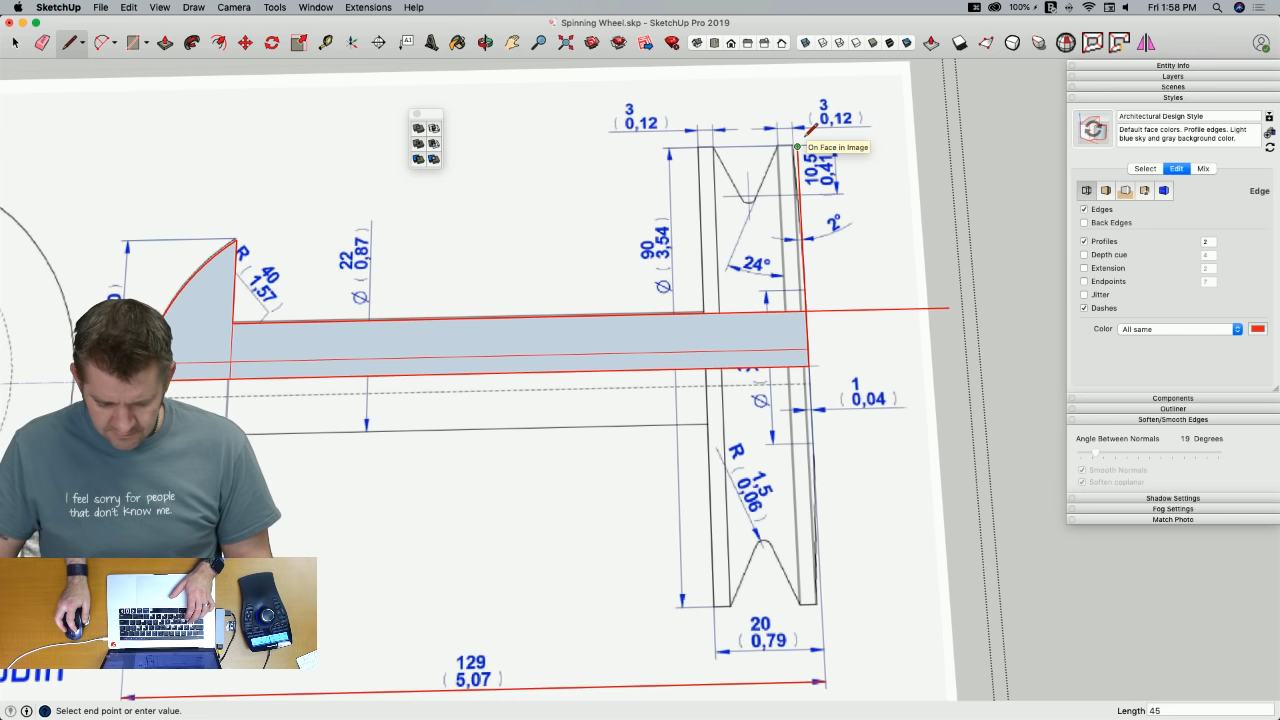 SketchUp File Edit View Draw Camera Tools Window Extensions Help
100% Fri 1:58 PM
Spinning Wheel.skp - SketchUp Pro 2019
3
( 0,12 )
3
( 0,12 )
On Face in Image
10,5
0,41
2°
24°
Ø 90
3,54
Ø 22
0,87
R 40
( 1,57 )
1
( 0,04 )
Ø
R 1,5
( 0,06 )
20
( 0,79 )
129
( 5,07 )
I feel sorry for people
that don't know me.
Entity Info
Layers
Scenes
Styles
Architectural Design Style
Default face colors. Profile edges. Light
blue sky and gray background color.
Select Edit Mix
Edge
Edges
Back Edges
Profiles 2
Depth cue 4
Extension 2
Endpoints 7
Jitter
Dashes
Color All same
Components
Outliner
Soften/Smooth Edges
Angle Between Normals 19 Degrees
Smooth Normals
Soften coplanar
Shadow Settings
Fog Settings
Match Photo
Select end point or enter value.
Length 45